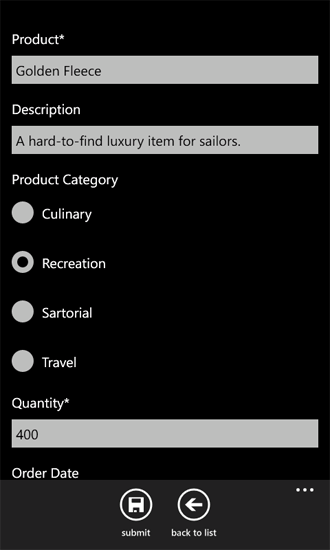 Product*
Golden Fleece
Description
A hard-to-find luxury item for sailors.
Product Category
Culinary
Recreation
Sartorial
Travel
Quantity*
400
Order Date
submit
back to list